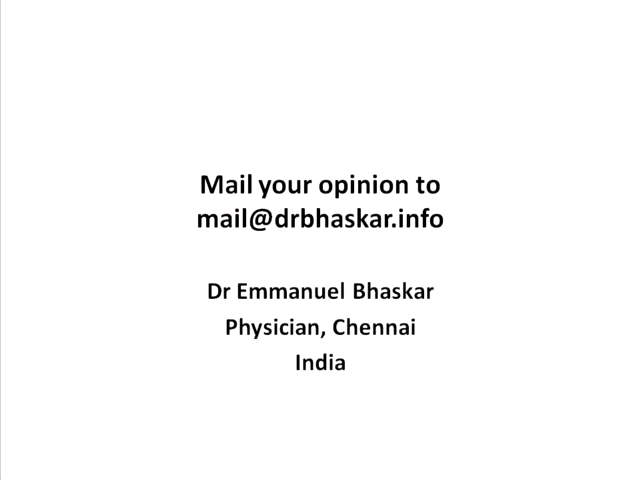 Mail your opinion to
mail@drbhaskar.info
Dr Emmanuel Bhaskar
Physician, Chennai
India